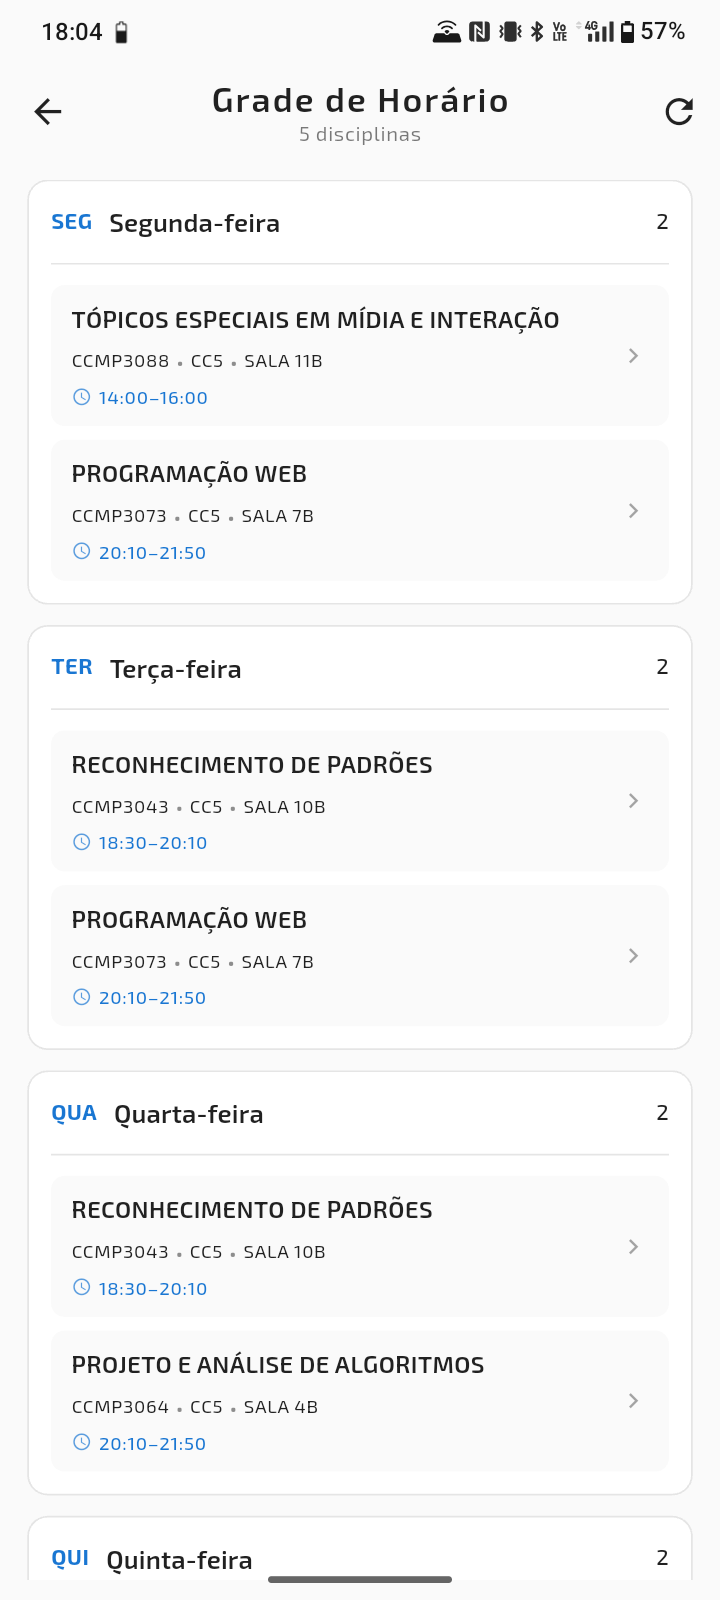 18:04
Vo LTE 4G 57%
Grade de Horário
5 disciplinas
SEG Segunda-feira 2
TÓPICOS ESPECIAIS EM MÍDIA E INTERAÇÃO
CCMP3088 • CC5 • SALA 11B
14:00–16:00
PROGRAMAÇÃO WEB
CCMP3073 • CC5 • SALA 7B
20:10–21:50
TER Terça-feira 2
RECONHECIMENTO DE PADRÕES
CCMP3043 • CC5 • SALA 10B
18:30–20:10
PROGRAMAÇÃO WEB
CCMP3073 • CC5 • SALA 7B
20:10–21:50
QUA Quarta-feira 2
RECONHECIMENTO DE PADRÕES
CCMP3043 • CC5 • SALA 10B
18:30–20:10
PROJETO E ANÁLISE DE ALGORITMOS
CCMP3064 • CC5 • SALA 4B
20:10–21:50
QUI Quinta-feira 2